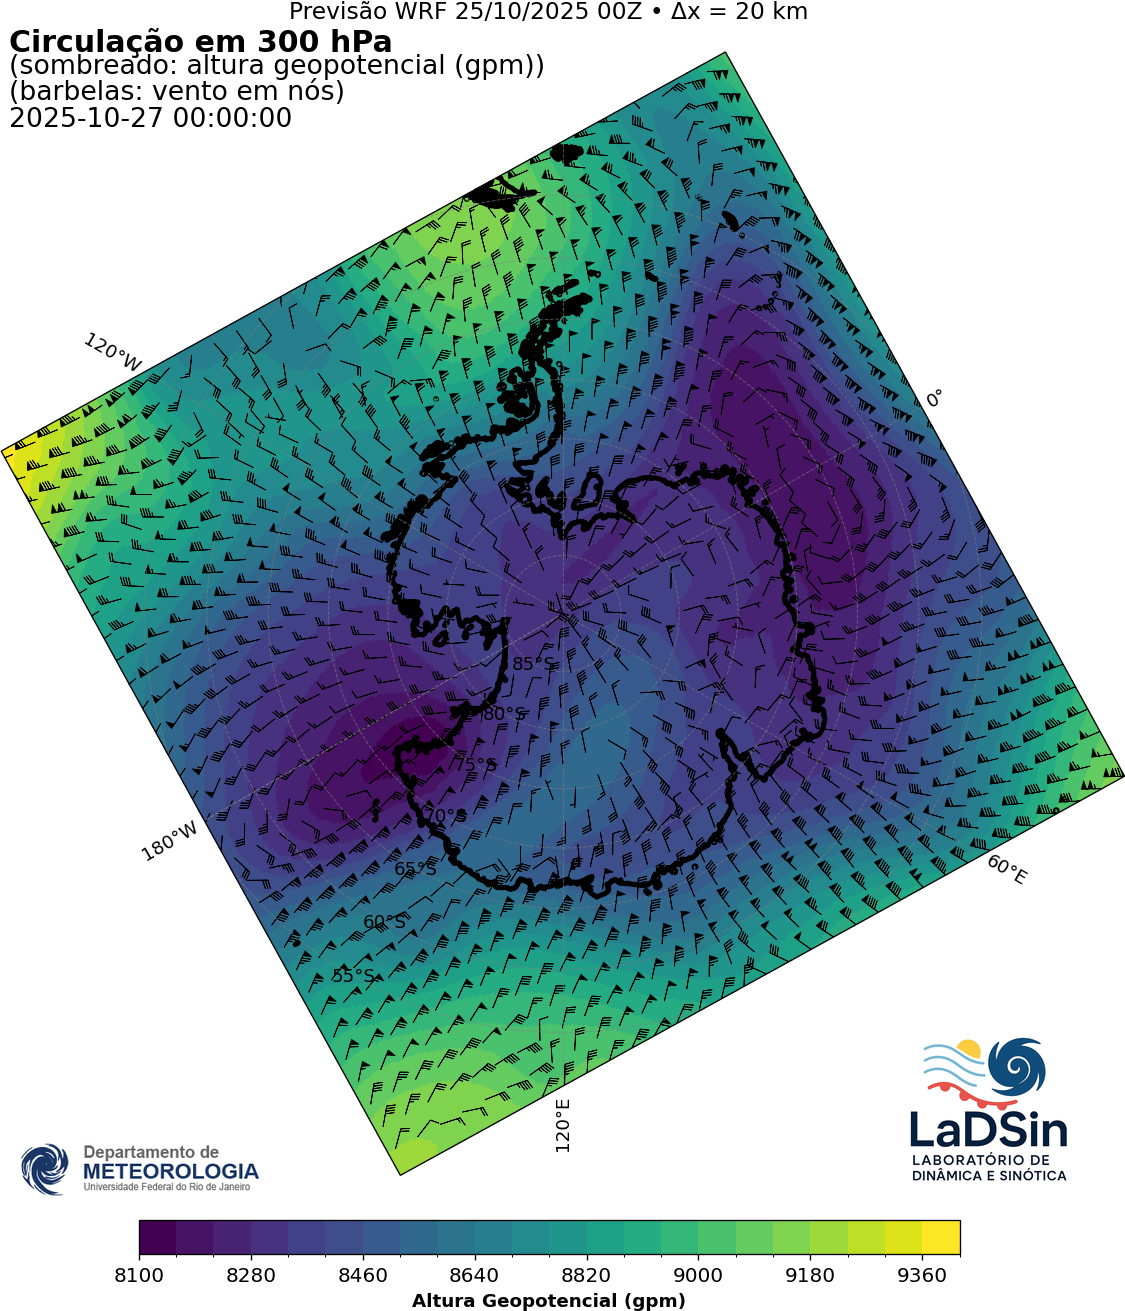 Previsão WRF 25/10/2025 00Z • Δx = 20 km
Circulação em 300 hPa
(sombreado: altura geopotencial (gpm))
(barbelas: vento em nós)
2025-10-27 00:00:00
120°W
0°
85°S
80°S
75°S
70°S
180°W
65°S
60°E
60°S
55°S
120°E
LaDSin
LABORATÓRIO DE
DINÂMICA E SINÓTICA
Departamento de
METEOROLOGIA
Universidade Federal do Rio de Janeiro
8100 8280 8460 8640 8820 9000 9180 9360
Altura Geopotencial (gpm)